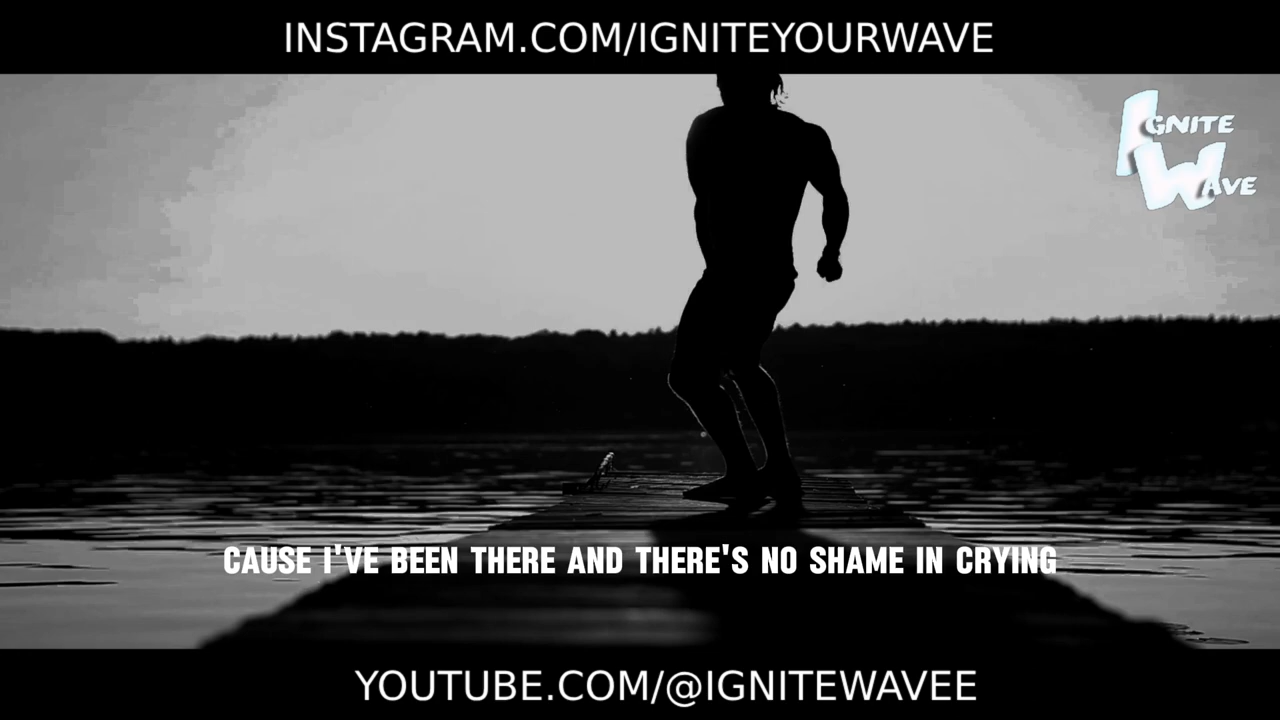 INSTAGRAM.COM/IGNITEYOURWAVE
IGNITE
WAVE
CAUSE I'VE BEEN THERE AND THERE'S NO SHAME IN CRYING
YOUTUBE.COM/@IGNITEWAVEE